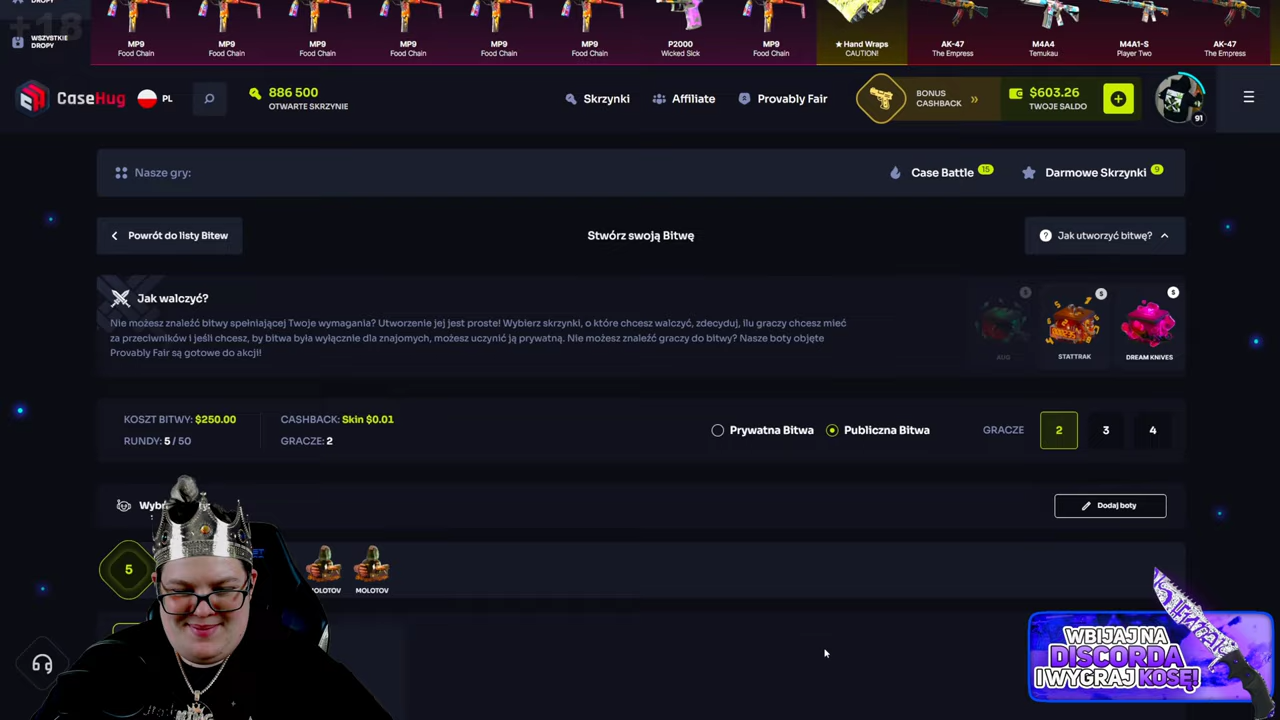 +18
DROPY
WSZYSTKIE
DROPY
MP9
Food Chain
MP9
Food Chain
MP9
Food Chain
MP9
Food Chain
MP9
Food Chain
MP9
Food Chain
P2000
Wicked Sick
MP9
Food Chain
★ Hand Wraps
CAUTION!
AK-47
The Empress
M4A4
Temukau
M4A1-S
Player Two
AK-47
The Empress
CaseHug
PL
886 500
OTWARTE SKRZYNIE
Skrzynki
Affiliate
Provably Fair
BONUS
CASHBACK
$603.26
TWOJE SALDO
91
Nasze gry:
Case Battle 15
Darmowe Skrzynki 9
Powrót do listy Bitew
Stwórz swoją Bitwę
Jak utworzyć bitwę?
Jak walczyć?
Nie możesz znaleźć bitwy spełniającej Twoje wymagania? Utworzenie jej jest proste! Wybierz skrzynki, o które chcesz walczyć, zdecyduj, ilu graczy chcesz mieć
za przeciwników i jeśli chcesz, by bitwa była wyłącznie dla znajomych, możesz uczynić ją prywatną. Nie możesz znaleźć graczy do bitwy? Nasze boty objęte
Provably Fair są gotowe do akcji!
AUG
STATTRAK
DREAM KNIVES
KOSZT BITWY: $250.00
RUNDY: 5 / 50
CASHBACK: Skin $0.01
GRACZE: 2
Prywatna Bitwa
Publiczna Bitwa
GRACZE
2
3
4
Dodaj boty
5
MOLOTOV
WBIJAJ NA
DISCORDA
I WYGRAJ KOSĘ!